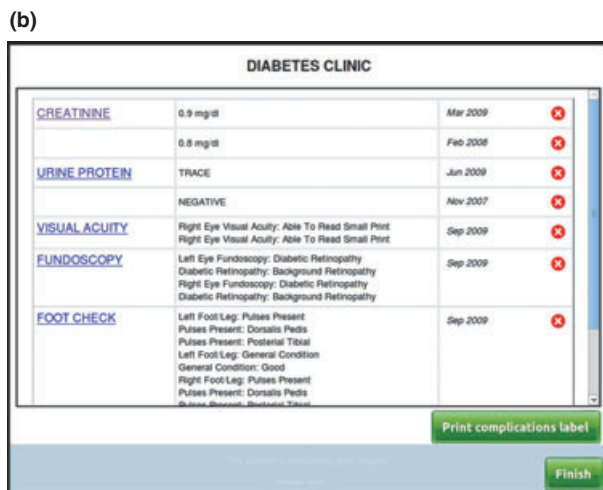 (b)
DIABETES CLINIC
CREATININE 0.9 mg/dl Mar 2009
0.8 mg/dl Feb 2008
URINE PROTEIN TRACE Jun 2009
NEGATIVE Nov 2007
VISUAL ACUITY Right Eye Visual Acuity: Able To Read Small Print Sep 2009
Right Eye Visual Acuity: Able To Read Small Print
FUNDOSCOPY Left Eye Fundoscopy: Diabetic Retinopathy Sep 2009
Diabetic Retinopathy: Background Retinopathy
Right Eye Fundoscopy: Diabetic Retinopathy
Diabetic Retinopathy: Background Retinopathy
FOOT CHECK Left Foot/Leg: Pulses Present Sep 2009
Pulses Present: Dorsalis Pedis
Pulses Present: Posterial Tibial
Left Foot/Leg: General Condition
General Condition: Good
Right Foot/Leg: Pulses Present
Pulses Present: Dorsalis Pedis
Pulses Present: Posterial Tibial
Print complications label
Finish